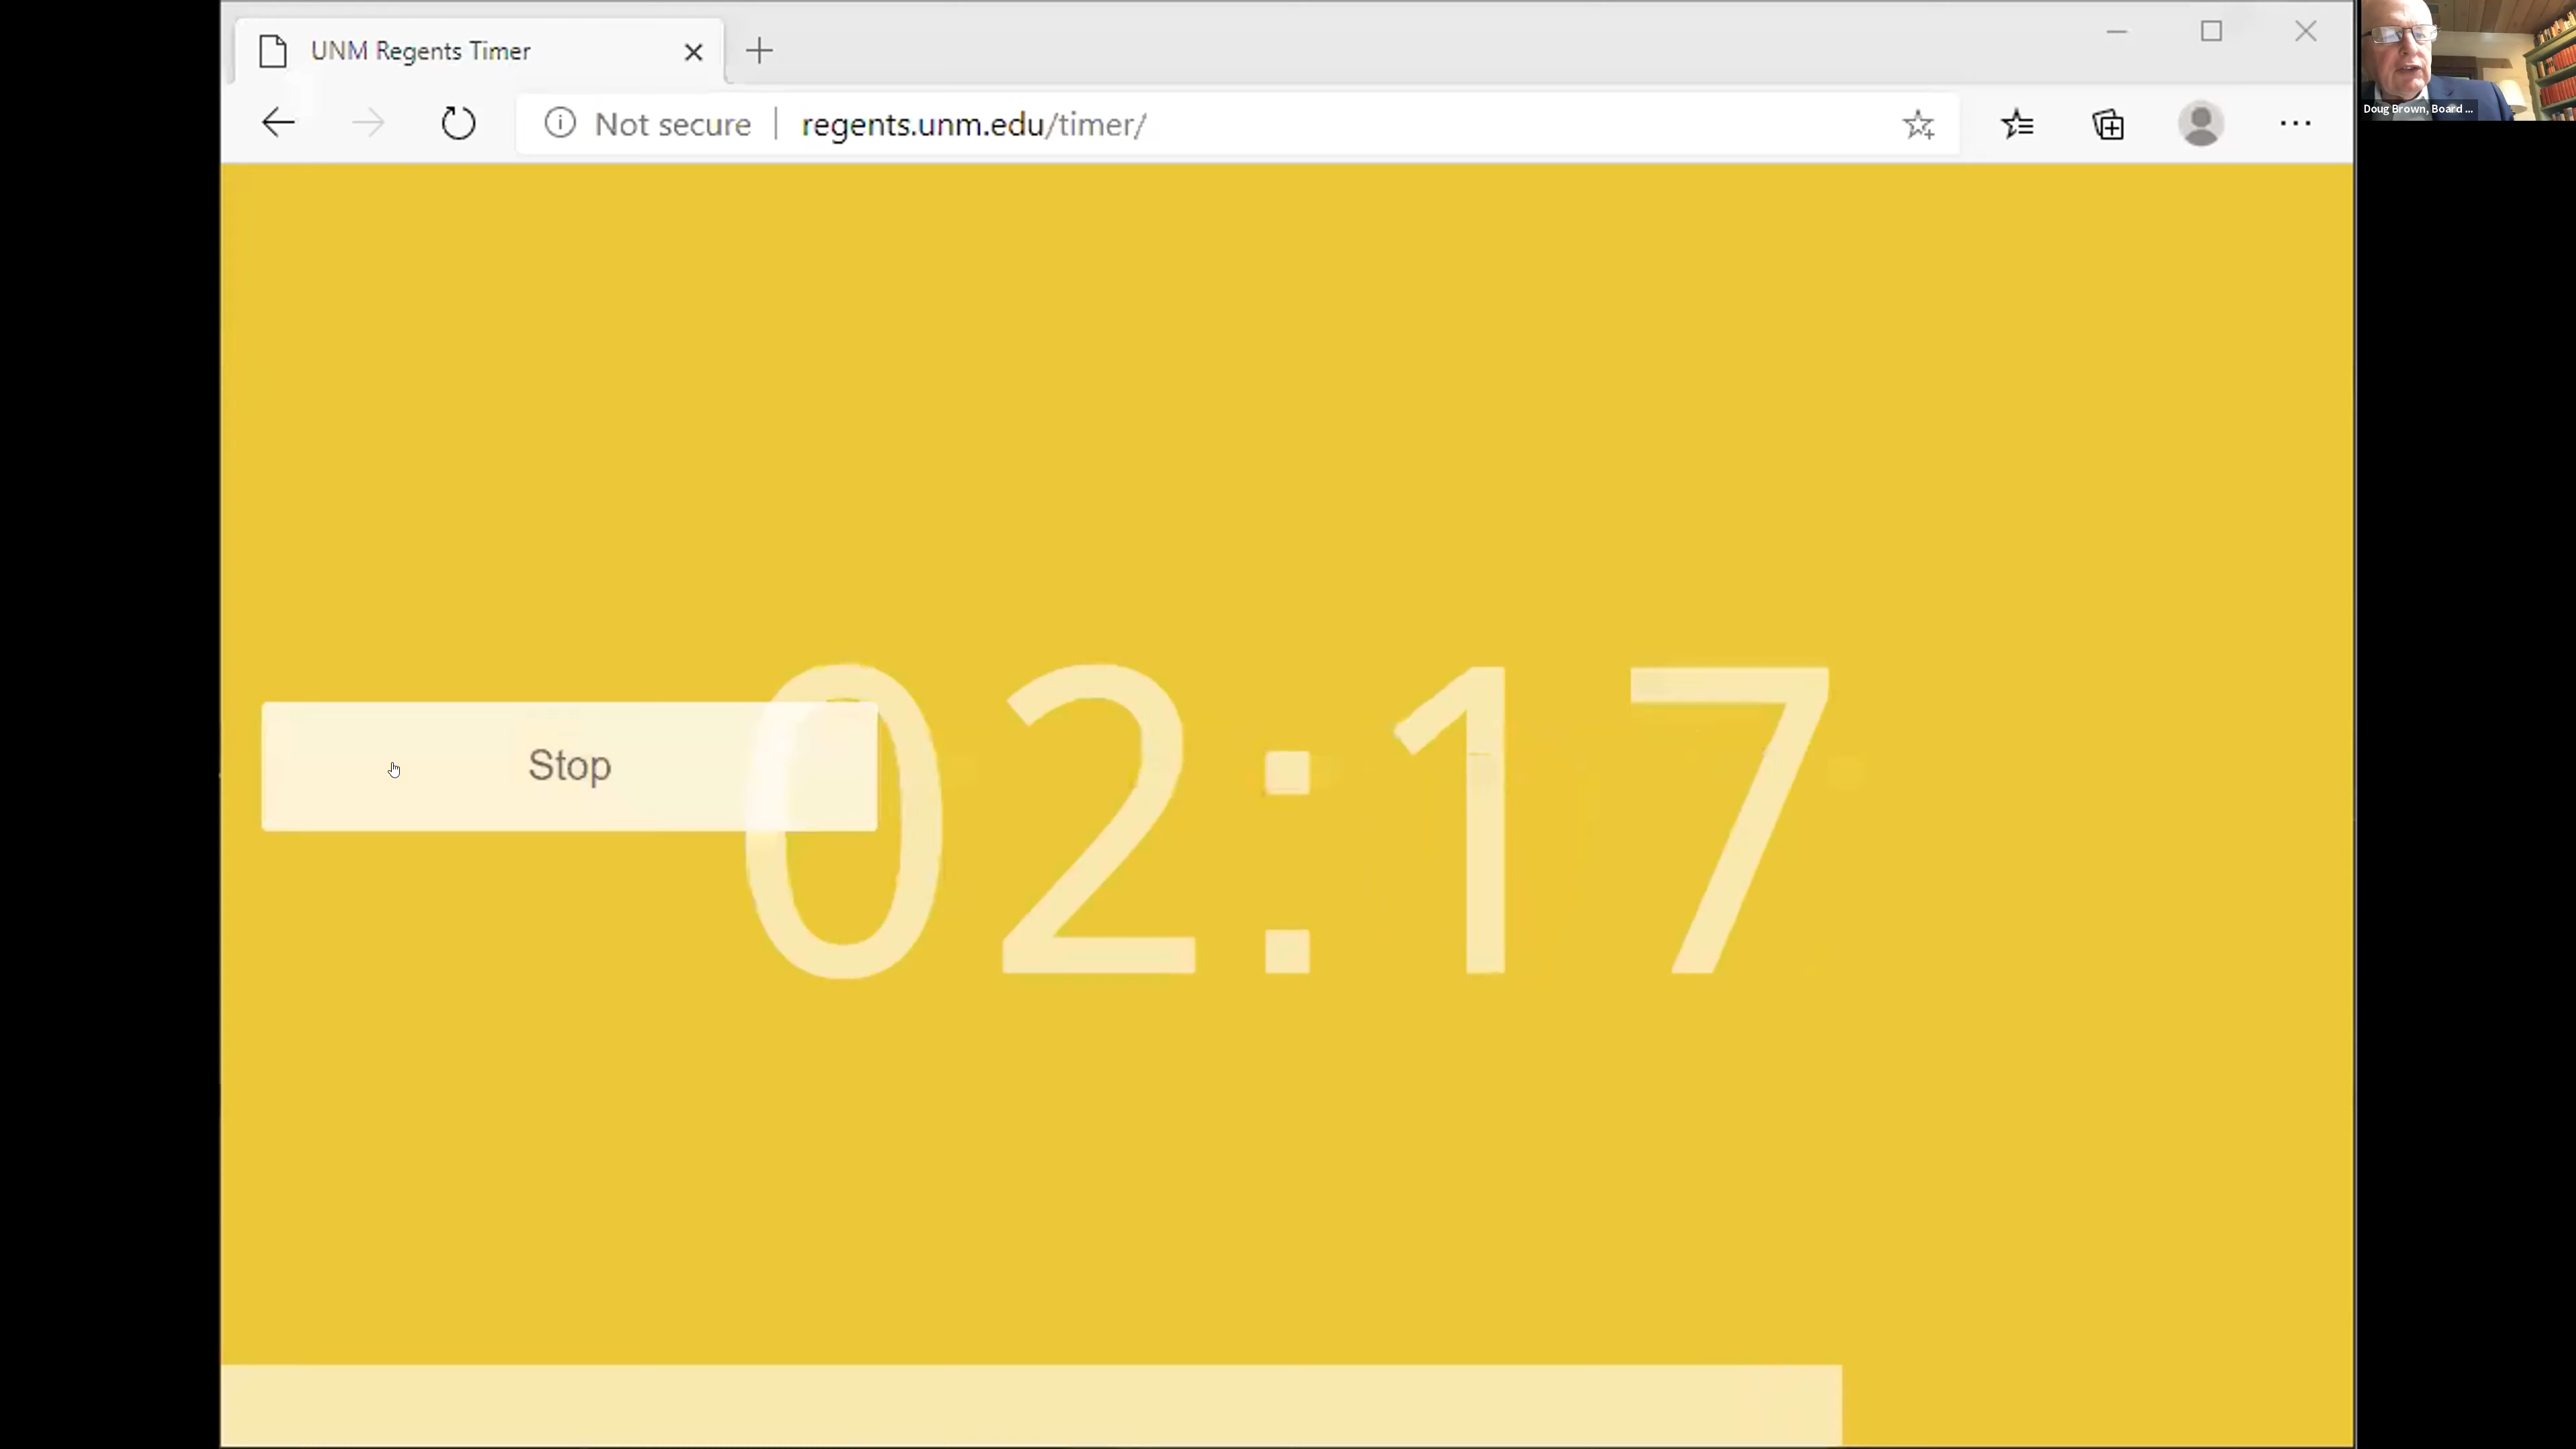 UNM Regents Timer
Not secure | regents.unm.edu/timer/
Doug Brown, Board ...
Stop
02:17